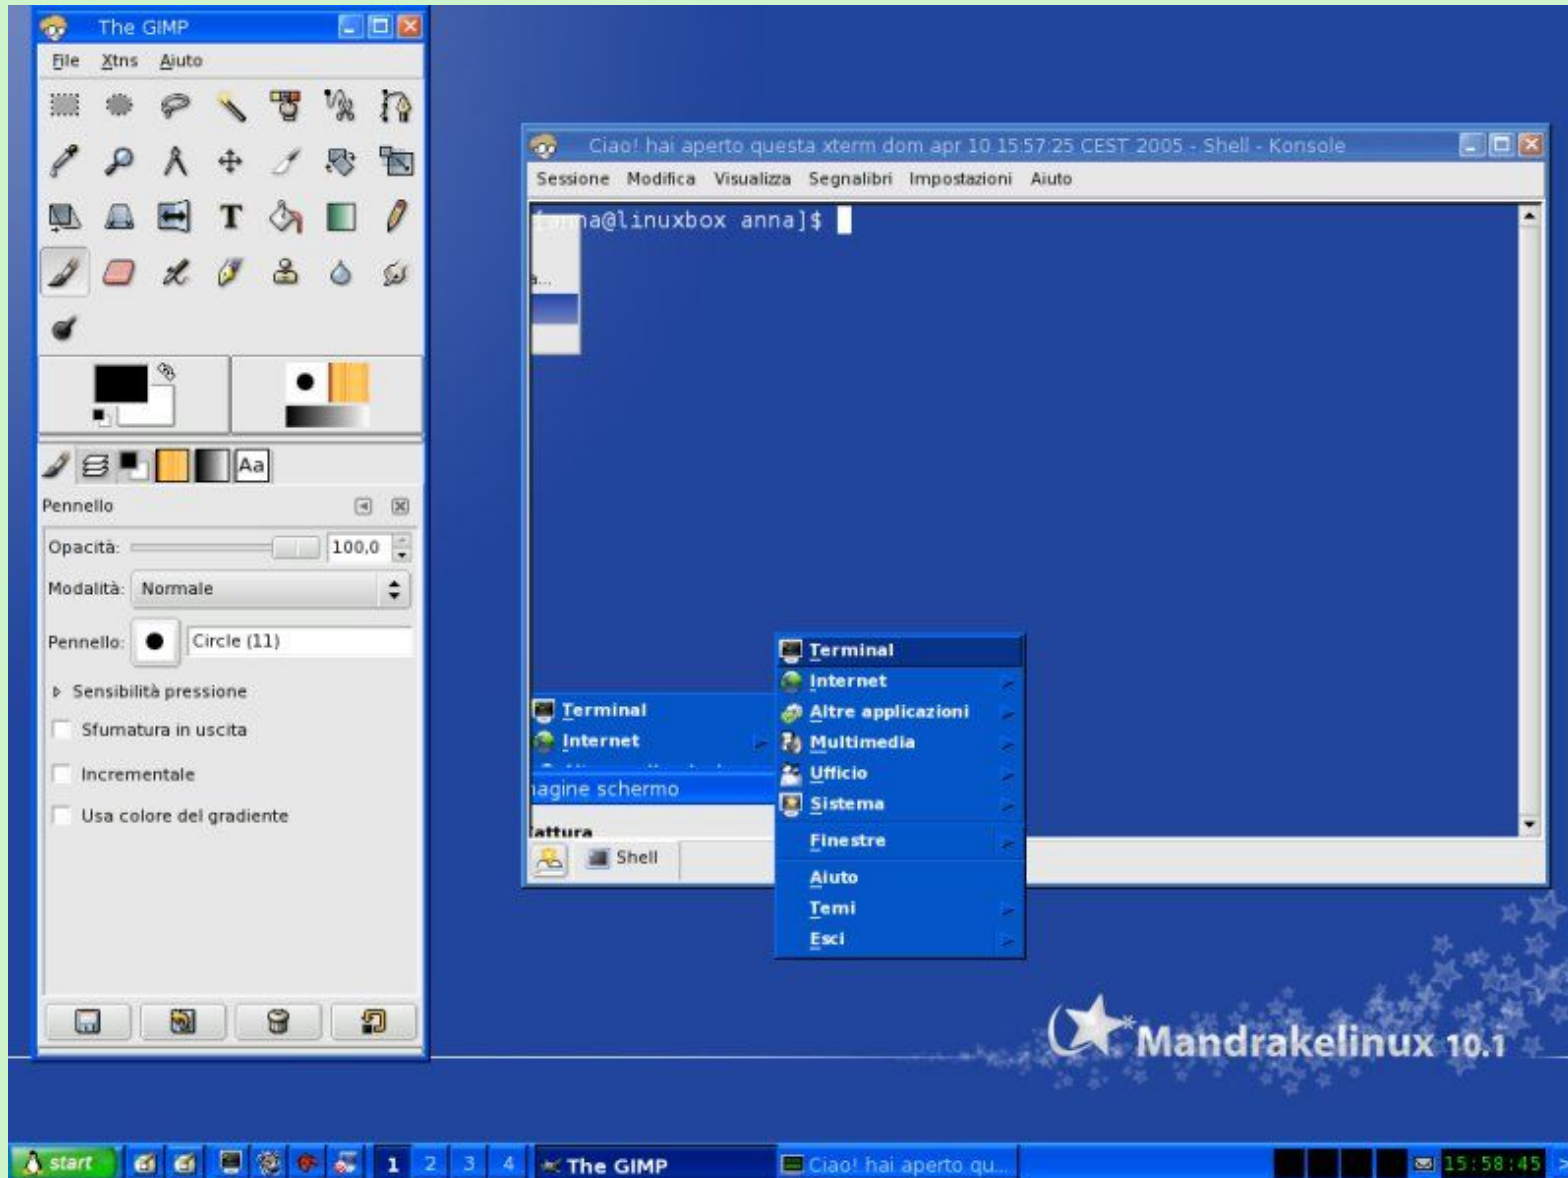 The GIMP
File Xtns Aiuto
Aa
Pennello
Opacità: 100,0
Modalità: Normale
Pennello: Circle (11)
Sensibilità pressione
Sfumatura in uscita
Incrementale
Usa colore del gradiente
Ciao! hai aperto questa xterm dom apr 10 15:57:25 CEST 2005 - Shell - Konsole
Sessione Modifica Visualizza Segnalibri Impostazioni Aiuto
na@linuxbox anna]$
a...
Terminal
Internet
agine schermo
attura
Shell
Terminal
Internet
Altre applicazioni
Multimedia
Ufficio
Sistema
Finestre
Aiuto
Temi
Esci
Mandrakelinux 10.1
start 1 2 3 4 The GIMP Ciao! hai aperto qu... 15:58:45